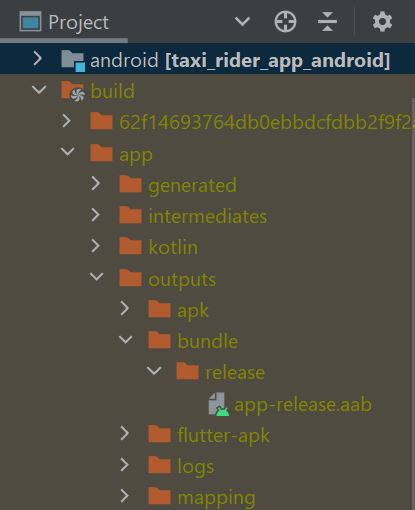 Project
android [taxi_rider_app_android]
build
62f14693764db0ebbdcfdbb2f9f2
app
generated
intermediates
kotlin
outputs
apk
bundle
release
app-release.aab
flutter-apk
logs
mapping